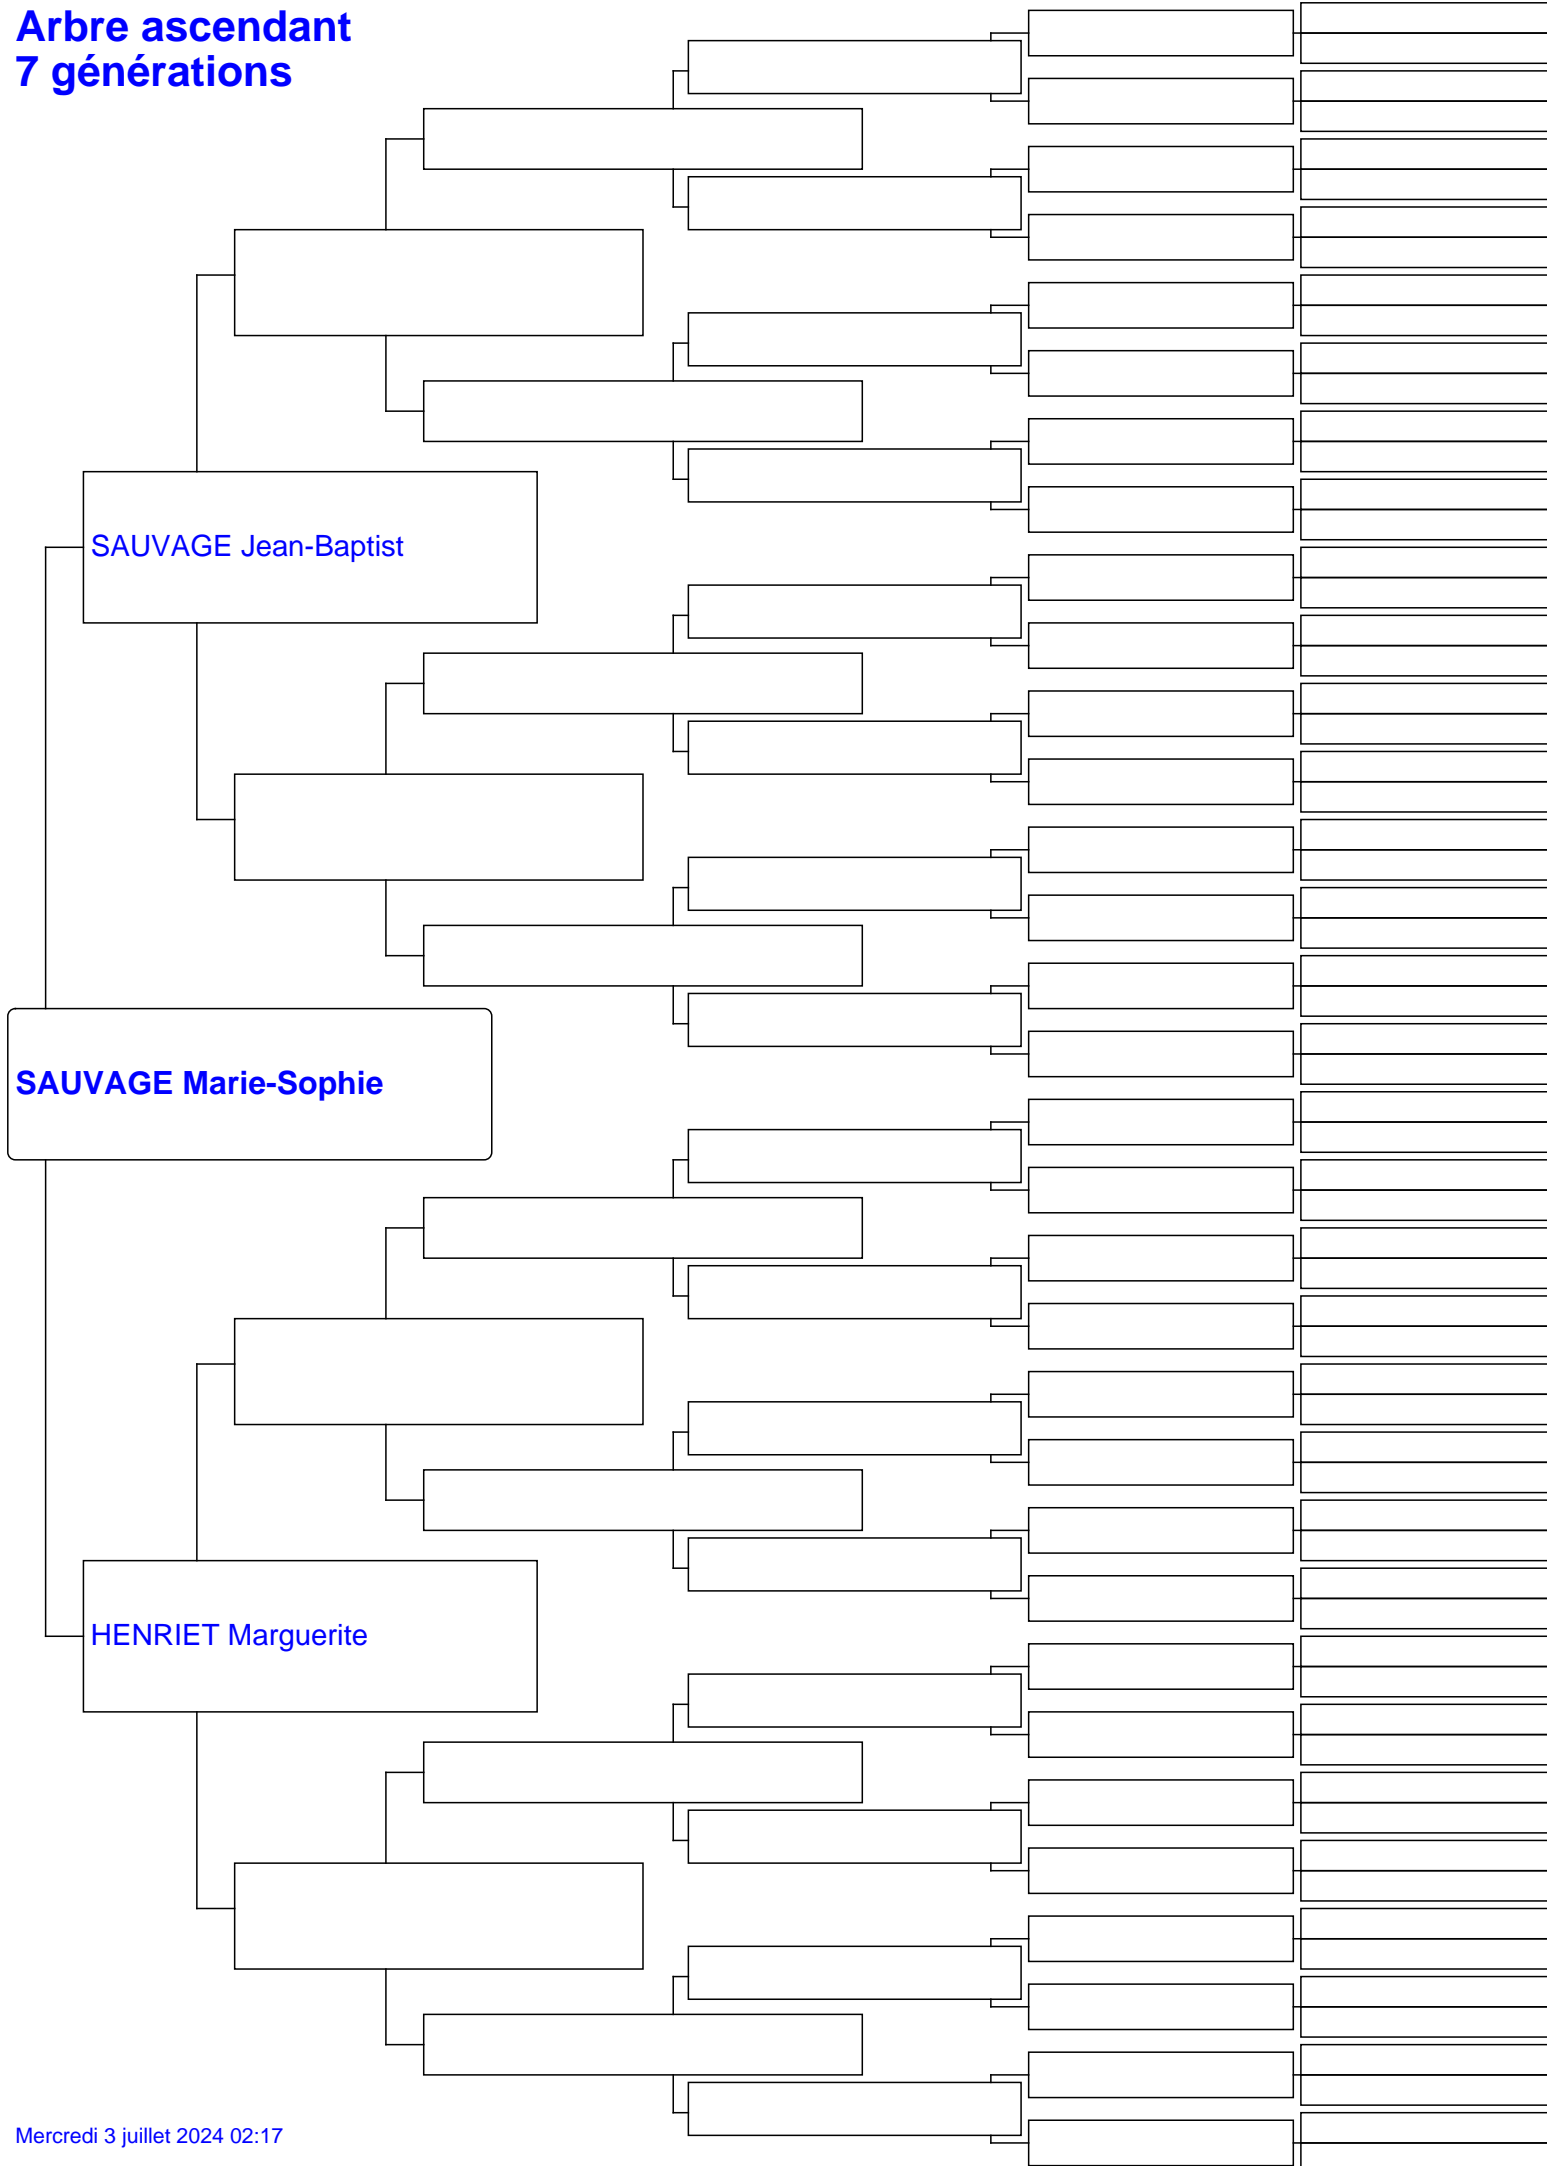 Arbre ascendant
7 générations
SAUVAGE Jean-Baptist
SAUVAGE Marie-Sophie
HENRIET Marguerite
Mercredi 3 juillet 2024 02:17